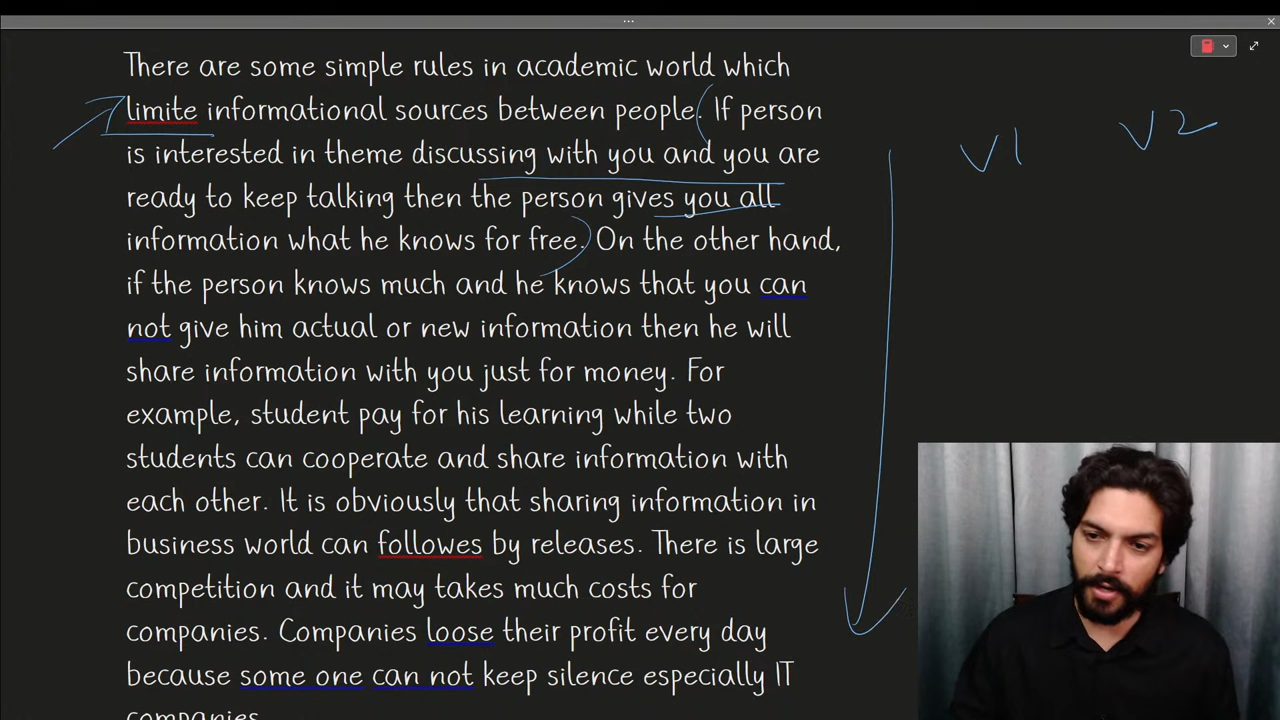 There are some simple rules in academic world which
limite informational sources between people. If person
is interested in theme discussing with you and you are
ready to keep talking then the person gives you all
information what he knows for free. On the other hand,
if the person knows much and he knows that you can
not give him actual or new information then he will
share information with you just for money. For
example, student pay for his learning while two
students can cooperate and share information with
each other. It is obviously that sharing information in
business world can followes by releases. There is large
competition and it may takes much costs for
companies. Companies loose their profit every day
because some one can not keep silence especially IT
companies.
V1 V2